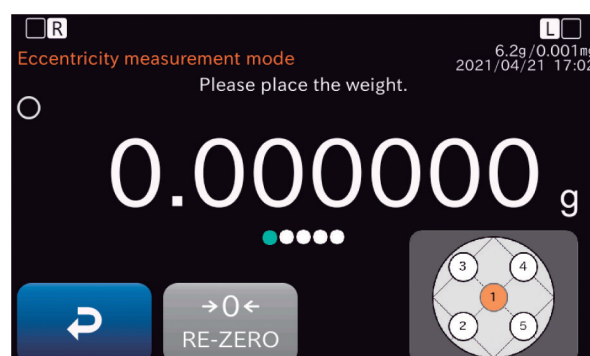 R L
Eccentricity measurement mode
6.2g/0.001mg
2021/04/21 17:02
Please place the weight.
0.000000 g
3 4
1
2 5
→0←
RE-ZERO